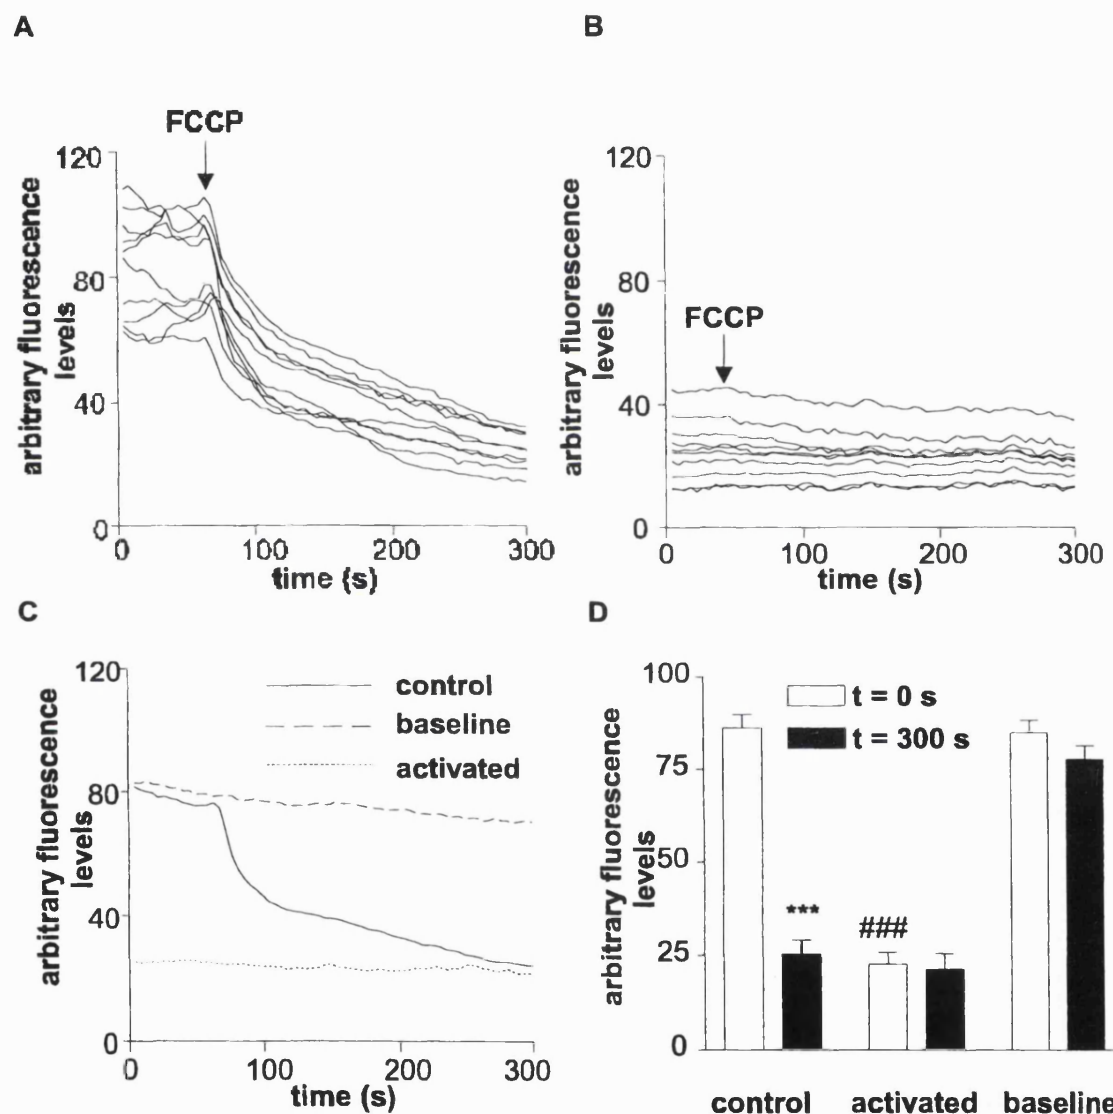 A
B
FCCP
120
80
40
0
arbitrary fluorescence
levels
0
100
200
300
time (s)
120
80
40
0
FCCP
arbitrary fluorescence
levels
0
100
200
300
time (s)
C
D
120
80
40
0
arbitrary fluorescence
levels
control
baseline
activated
0
100
200
300
time (s)
100
75
50
25
0
arbitrary fluorescence
levels
t = 0 s
t = 300 s
***
###
control
activated
baseline